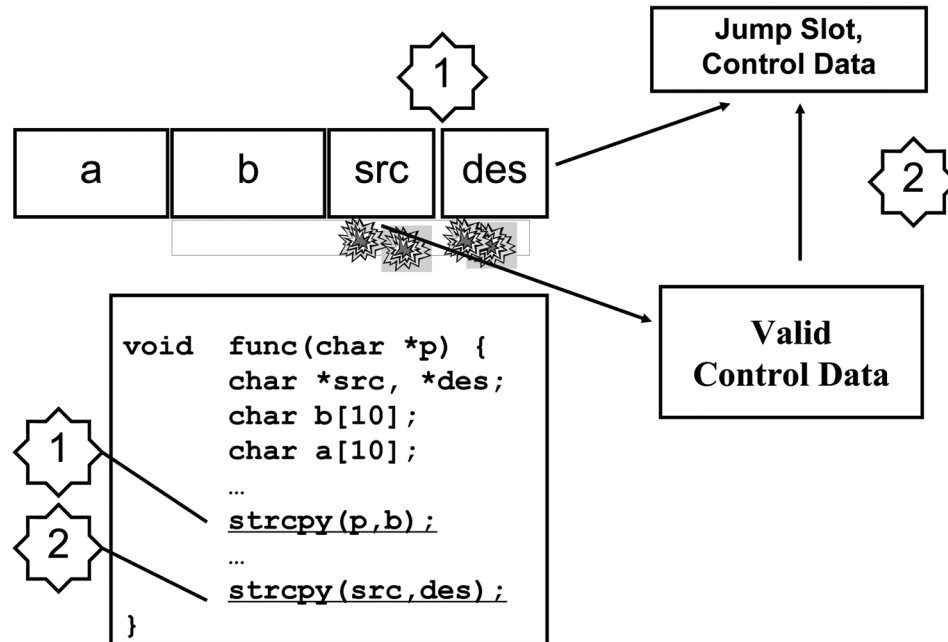 Jump Slot,
Control Data
1
a b src des
2
Valid
Control Data
void func(char *p) {
char *src, *des;
char b[10];
char a[10];
…
1
strcpy(p,b);
…
2
strcpy(src,des);
}